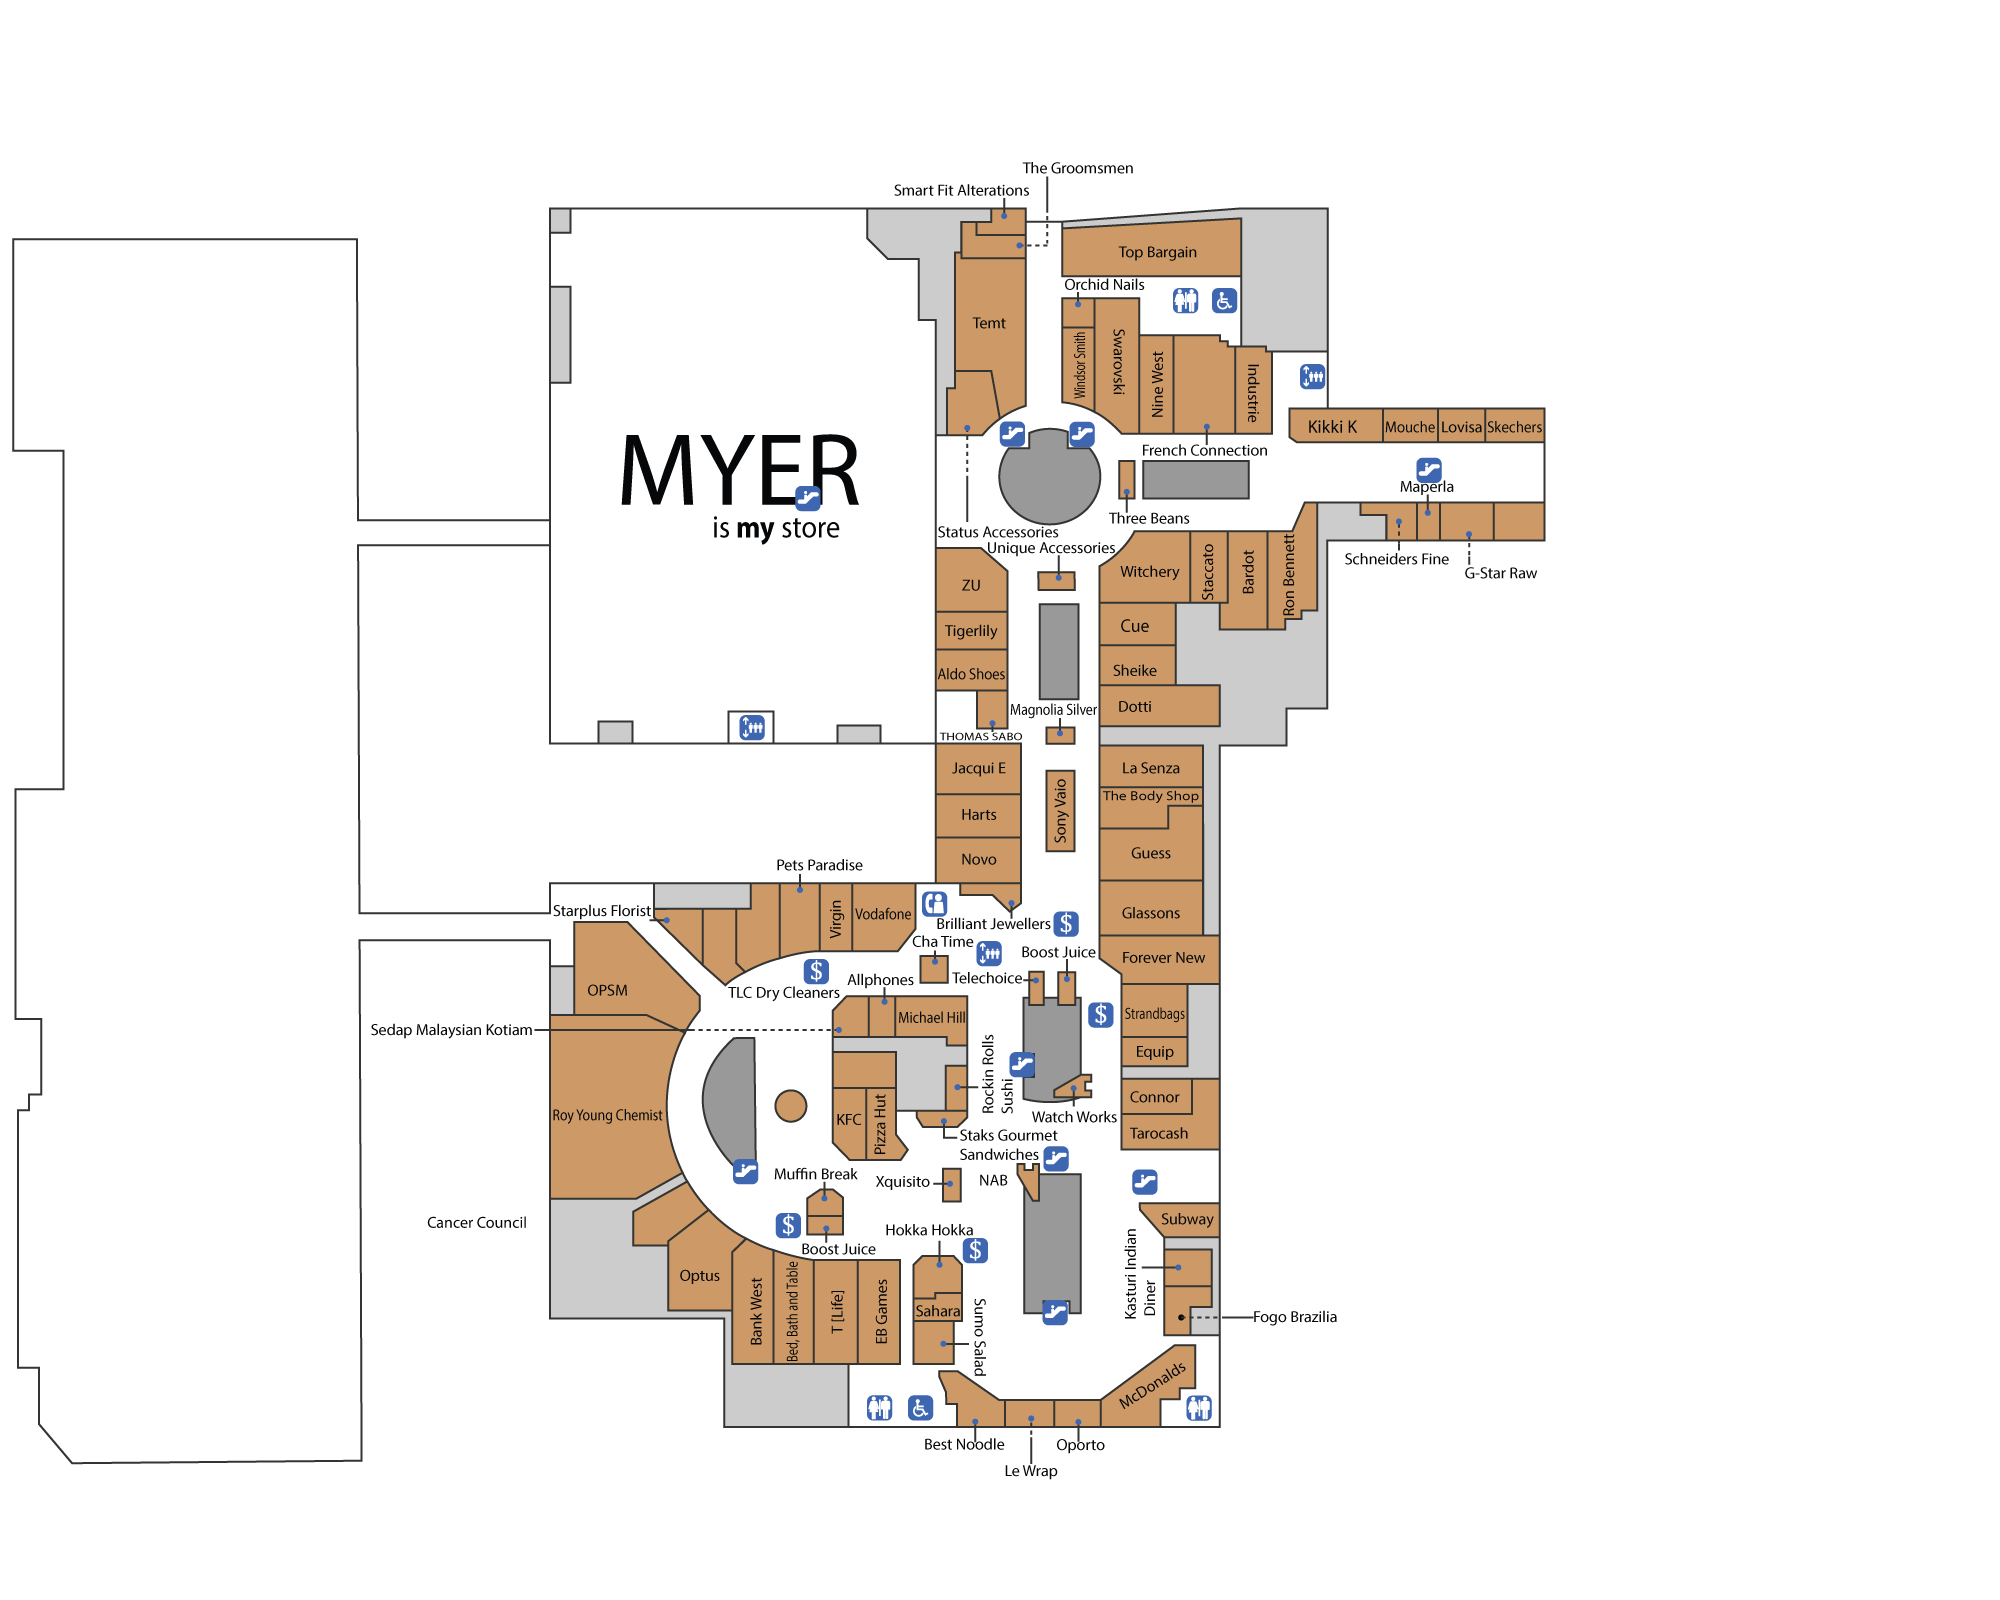 The Groomsmen
Smart Fit Alterations
Top Bargain
Orchid Nails
Temt
Windsor Smith
Swarovski
Nine West
Industrie
Kikki K
Mouche
Lovisa
Skechers
MYER
is my store
French Connection
Maperla
Three Beans
Status Accessories
Unique Accessories
Schneiders Fine
G-Star Raw
ZU
Witchery
Staccato
Bardot
Ron Bennett
Tigerlily
Cue
Aldo Shoes
Sheike
Magnolia Silver
Dotti
THOMAS SABO
Jacqui E
La Senza
The Body Shop
Harts
Sony Vaio
Novo
Guess
Pets Paradise
Starplus Florist
Virgin
Vodafone
Brilliant Jewellers
$
Glassons
Cha Time
Boost Juice
Forever New
$
Allphones
Telechoice
OPSM
TLC Dry Cleaners
Michael Hill
$
Strandbags
Sedap Malaysian Kotiam
Equip
Rockin Rolls
Sushi
Roy Young Chemist
KFC
Pizza Hut
Watch Works
Connor
Tarocash
Staks Gourmet
Sandwiches
Muffin Break
Xquisito
NAB
Cancer Council
$
Boost Juice
Hokka Hokka
$
Subway
Kasturi Indian
Diner
Optus
Bank West
Bed, Bath and Table
T [Life]
EB Games
Sahara
Sumo Salad
Fogo Brazilia
McDonalds
Best Noodle
Le Wrap
Oporto